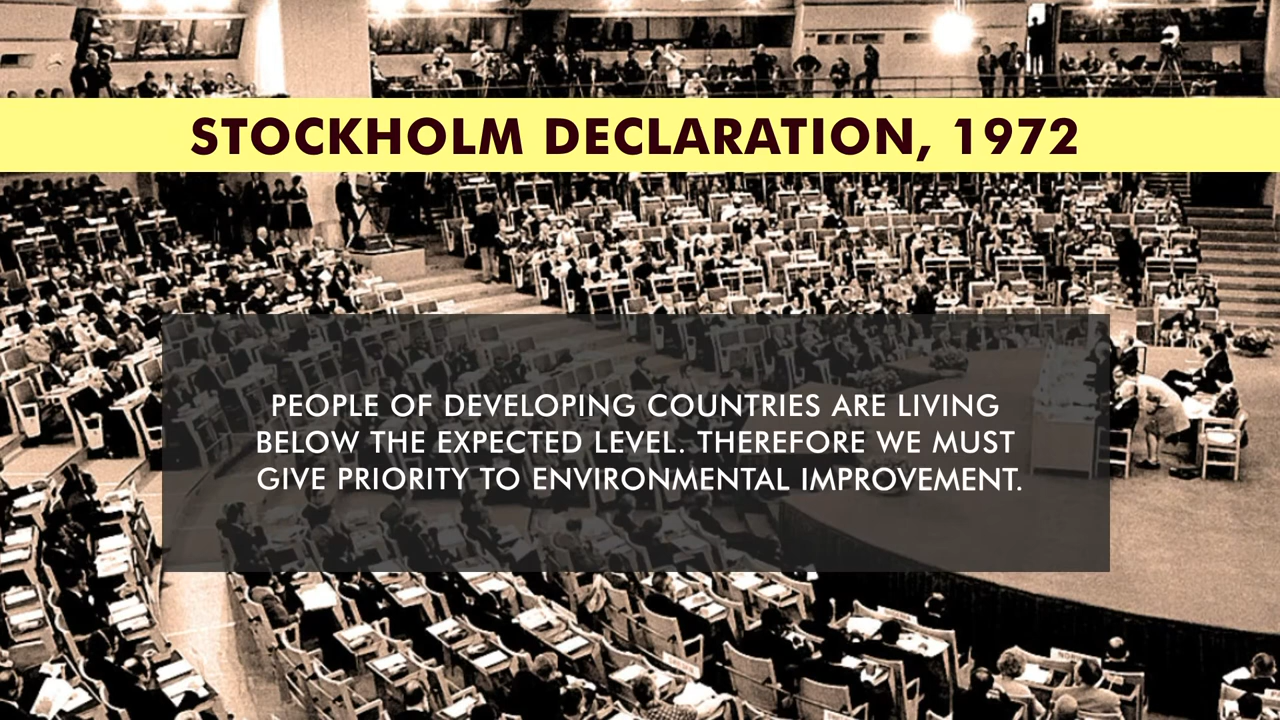 STOCKHOLM DECLARATION, 1972
PEOPLE OF DEVELOPING COUNTRIES ARE LIVING
BELOW THE EXPECTED LEVEL. THEREFORE WE MUST
GIVE PRIORITY TO ENVIRONMENTAL IMPROVEMENT.